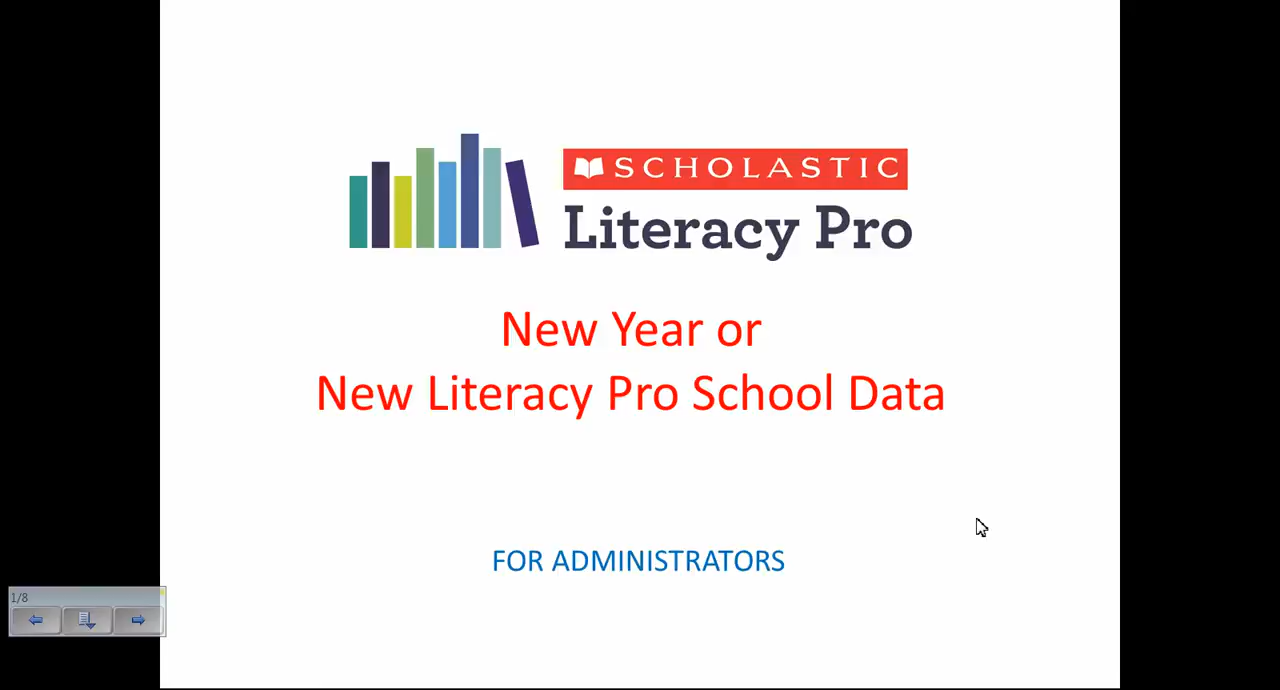 SCHOLASTIC
Literacy Pro
New Year or
New Literacy Pro School Data
FOR ADMINISTRATORS
1/8